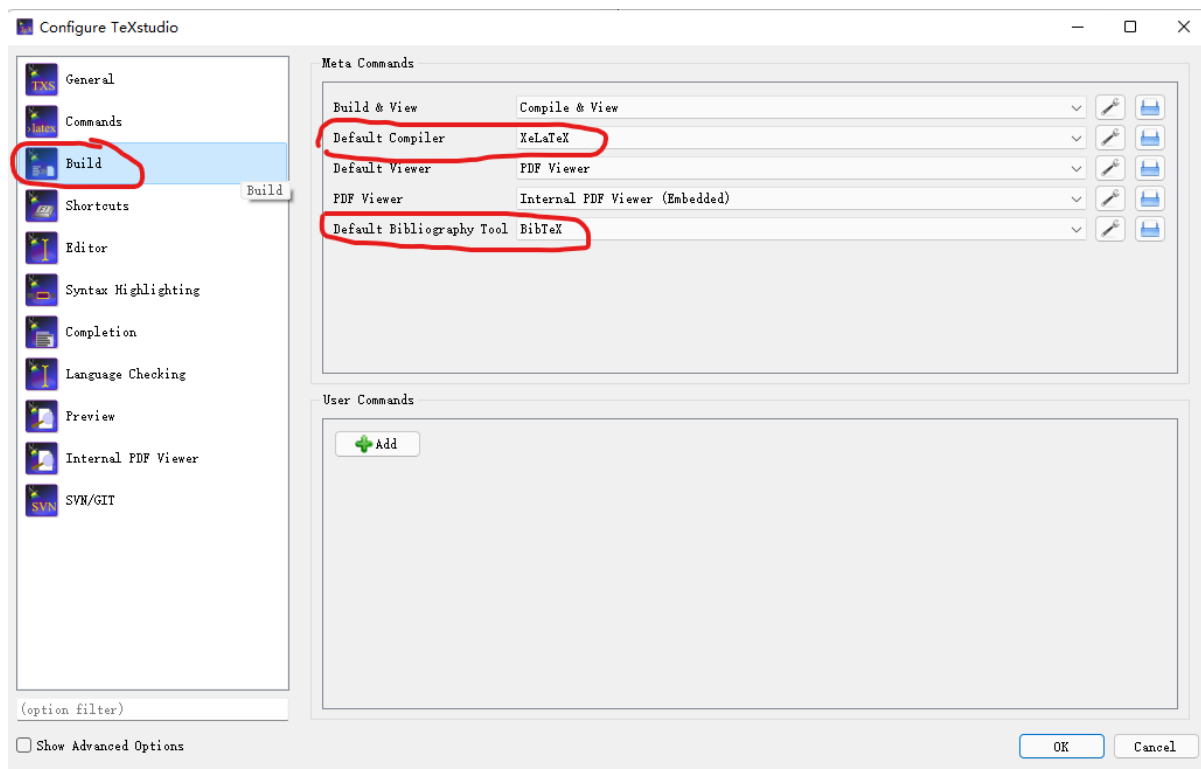 Configure TeXstudio
General
Commands
Build
Build
Shortcuts
Editor
Syntax Highlighting
Completion
Language Checking
Preview
Internal PDF Viewer
SVN/GIT
(option filter)
Show Advanced Options
Meta Commands
Build & View Compile & View
Default Compiler XeLaTeX
Default Viewer PDF Viewer
PDF Viewer Internal PDF Viewer (Embedded)
Default Bibliography Tool BibTeX
User Commands
Add
OK Cancel
TXS
>latex
SVN